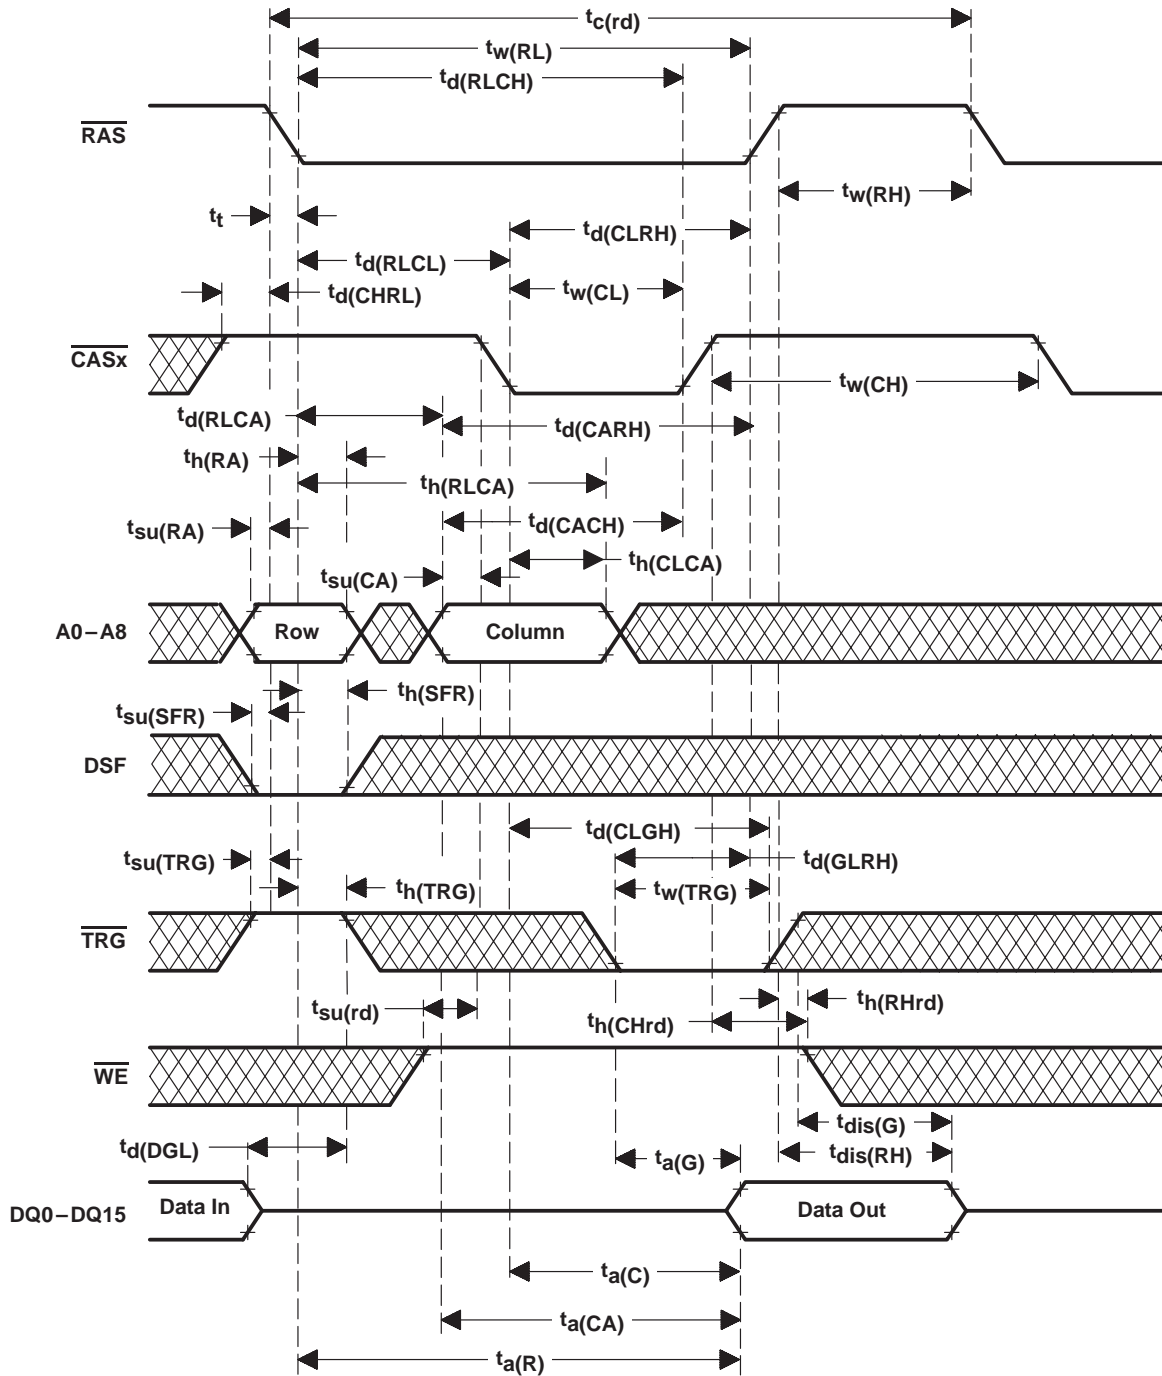 tc(rd)
tw(RL)
td(RLCH)
RAS
tw(RH)
tt
td(CLRH)
td(RLCL)
td(CHRL)
tw(CL)
CASx
tw(CH)
td(RLCA)
td(CARH)
th(RA)
th(RLCA)
tsu(RA)
td(CACH)
tsu(CA)
th(CLCA)
A0–A8
Row
Column
th(SFR)
tsu(SFR)
DSF
td(CLGH)
tsu(TRG)
td(GLRH)
th(TRG)
tw(TRG)
TRG
tsu(rd)
th(RHrd)
th(CHrd)
WE
tdis(G)
td(DGL)
ta(G)
tdis(RH)
DQ0–DQ15
Data In
Data Out
ta(C)
ta(CA)
ta(R)